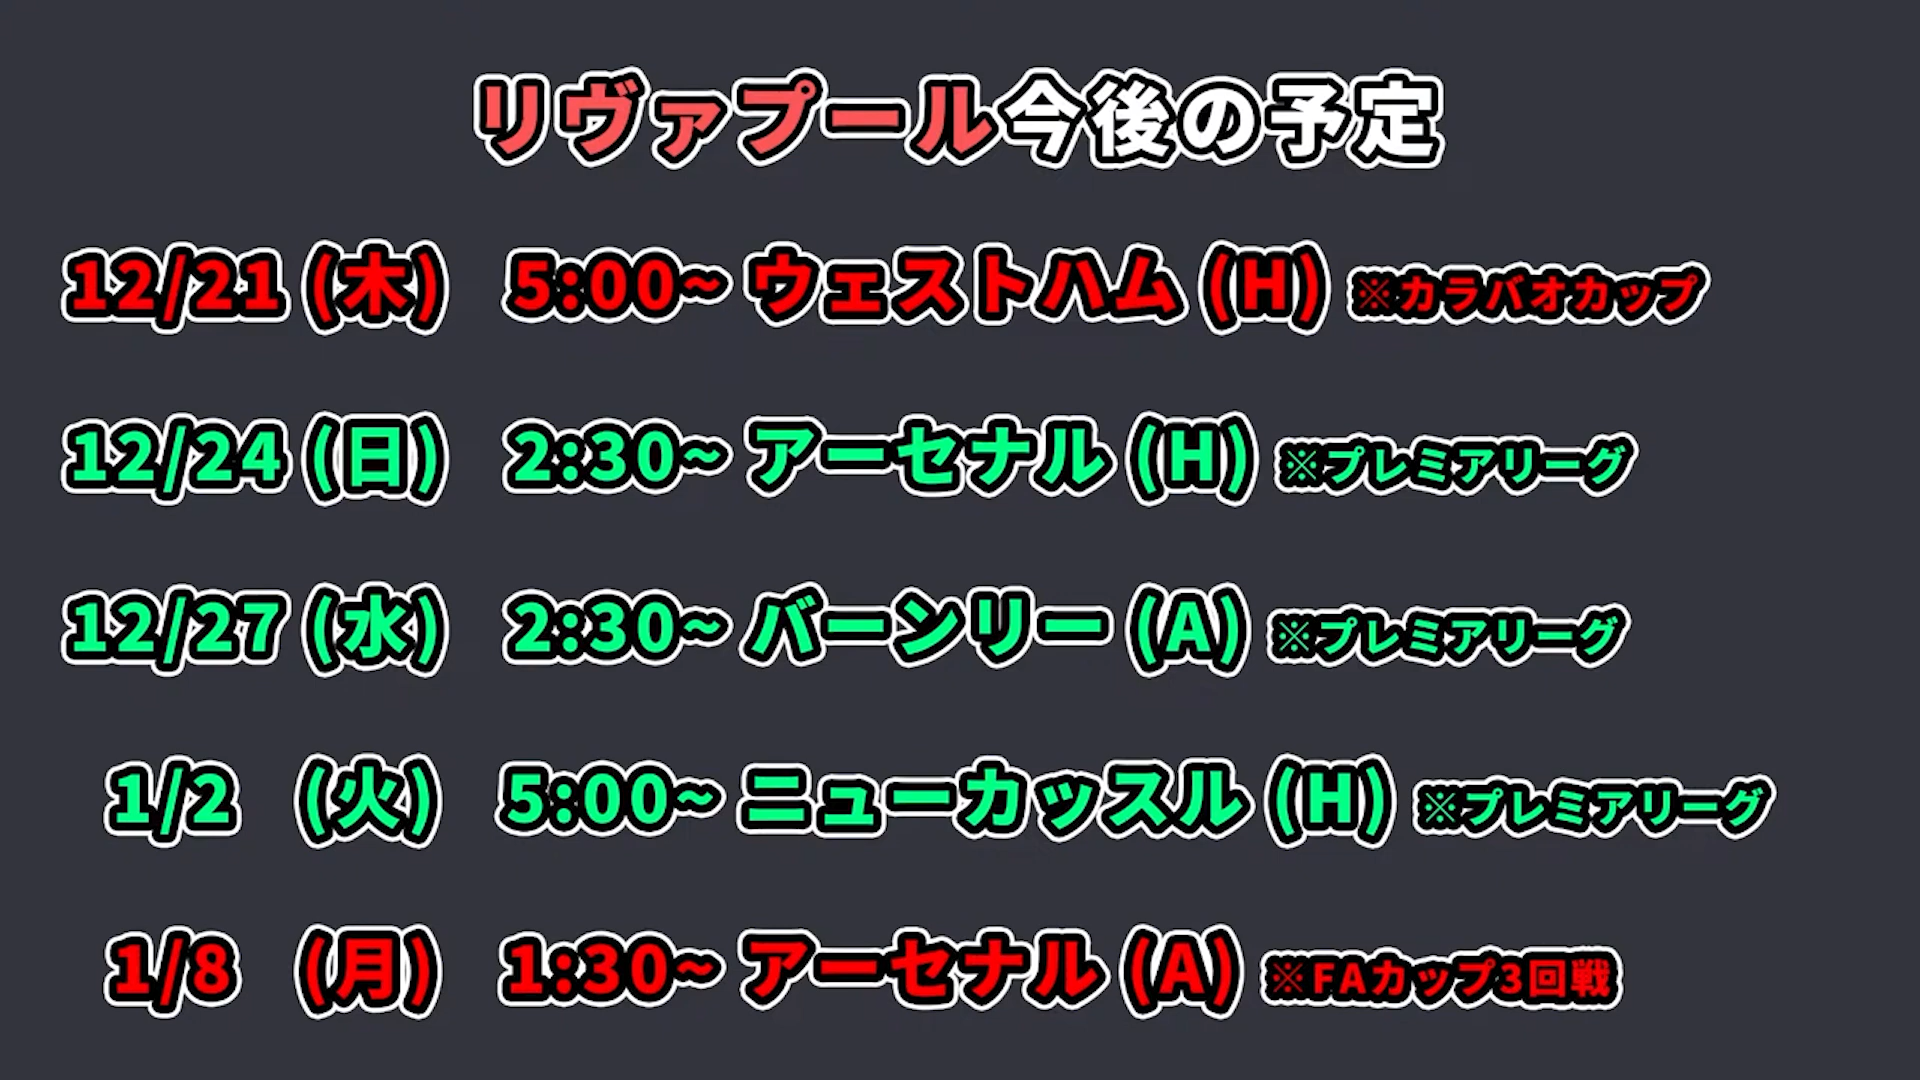 リヴァプール今後の予定
12/21 (木) 5:00~ ウェストハム (H) ※カラバオカップ
12/24 (日) 2:30~ アーセナル (H) ※プレミアリーグ
12/27 (水) 2:30~ バーンリー (A) ※プレミアリーグ
1/2 (火) 5:00~ ニューカッスル (H) ※プレミアリーグ
1/8 (月) 1:30~ アーセナル (A) ※FAカップ3回戦